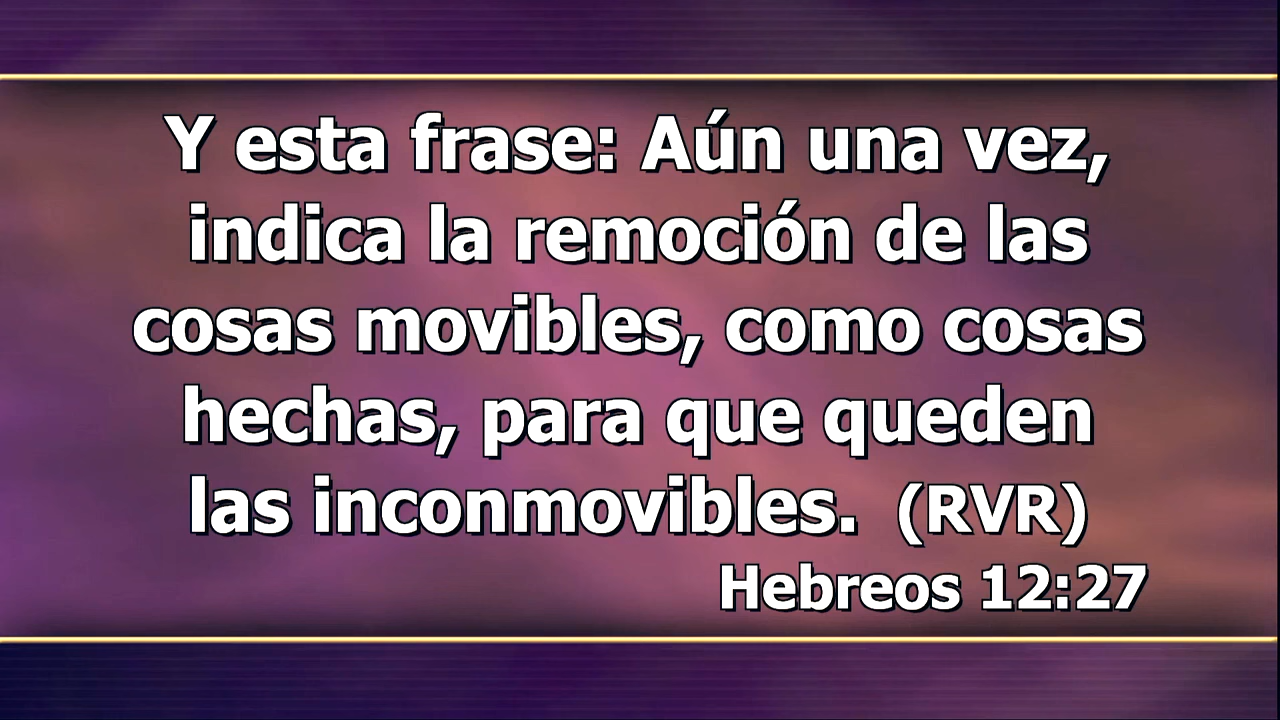 Y esta frase: Aún una vez,
indica la remoción de las
cosas movibles, como cosas
hechas, para que queden
las inconmovibles. (RVR)
Hebreos 12:27